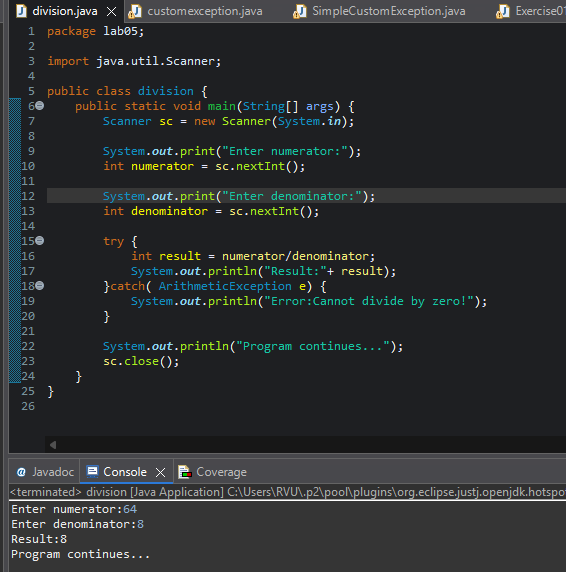 division.java customexception.java SimpleCustomException.java Exercise01
1 package lab05;
2
3 import java.util.Scanner;
4
5 public class division {
6 public static void main(String[] args) {
7 Scanner sc = new Scanner(System.in);
8
9 System.out.print("Enter numerator:");
10 int numerator = sc.nextInt();
11
12 System.out.print("Enter denominator:");
13 int denominator = sc.nextInt();
14
15 try {
16 int result = numerator/denominator;
17 System.out.println("Result:"+ result);
18 }catch( ArithmeticException e) {
19 System.out.println("Error:Cannot divide by zero!");
20 }
21
22 System.out.println("Program continues...");
23 sc.close();
24 }
25 }
26
@ Javadoc Console Coverage
<terminated> division [Java Application] C:\Users\RVU\.p2\pool\plugins\org.eclipse.justj.openjdk.hotspo
Enter numerator:64
Enter denominator:8
Result:8
Program continues...